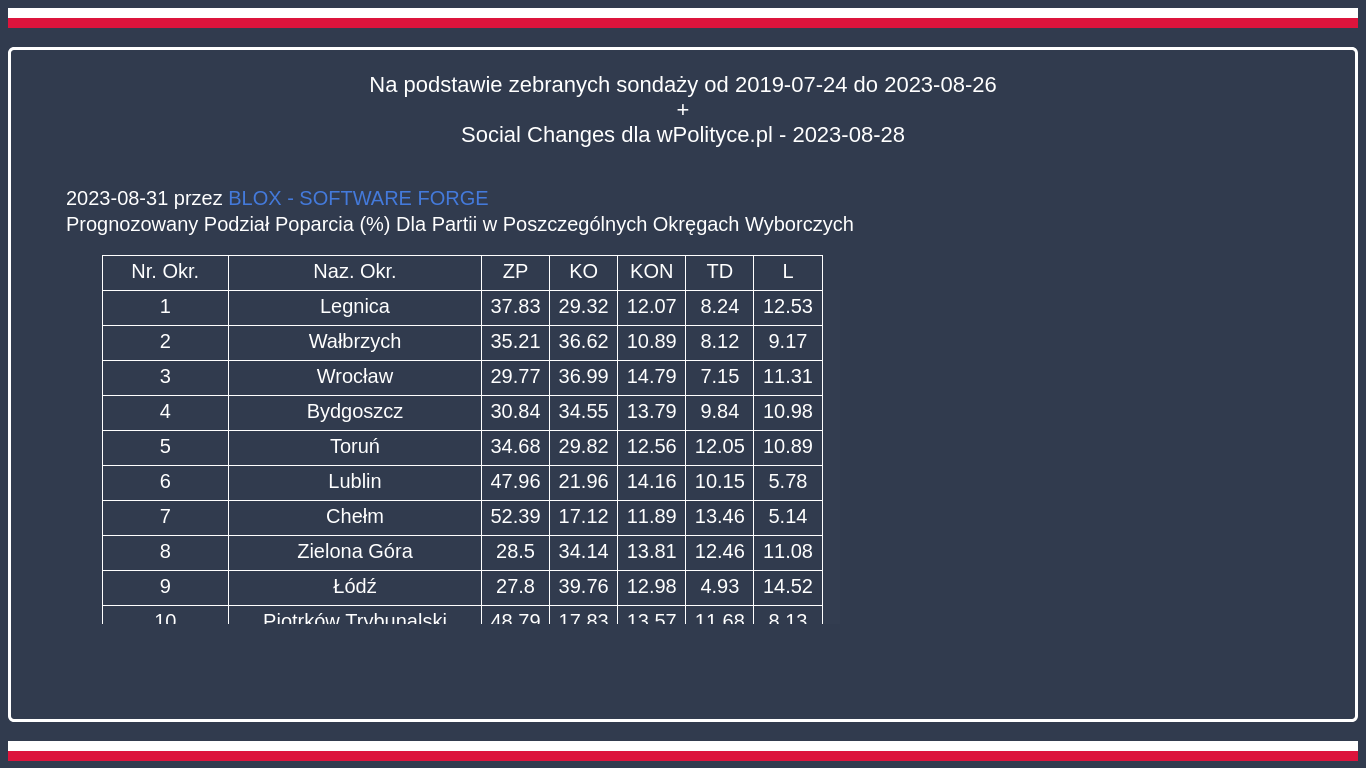 Na podstawie zebranych sondaży od 2019-07-24 do 2023-08-26
+
Social Changes dla wPolityce.pl - 2023-08-28
2023-08-31 przez BLOX - SOFTWARE FORGE
Prognozowany Podział Poparcia (%) Dla Partii w Poszczególnych Okręgach Wyborczych
Nr. Okr. Naz. Okr. ZP KO KON TD L
1 Legnica 37.83 29.32 12.07 8.24 12.53
2 Wałbrzych 35.21 36.62 10.89 8.12 9.17
3 Wrocław 29.77 36.99 14.79 7.15 11.31
4 Bydgoszcz 30.84 34.55 13.79 9.84 10.98
5 Toruń 34.68 29.82 12.56 12.05 10.89
6 Lublin 47.96 21.96 14.16 10.15 5.78
7 Chełm 52.39 17.12 11.89 13.46 5.14
8 Zielona Góra 28.5 34.14 13.81 12.46 11.08
9 Łódź 27.8 39.76 12.98 4.93 14.52
10 Piotrków Trybunalski 48.79 17.83 13.57 11.68 8.13